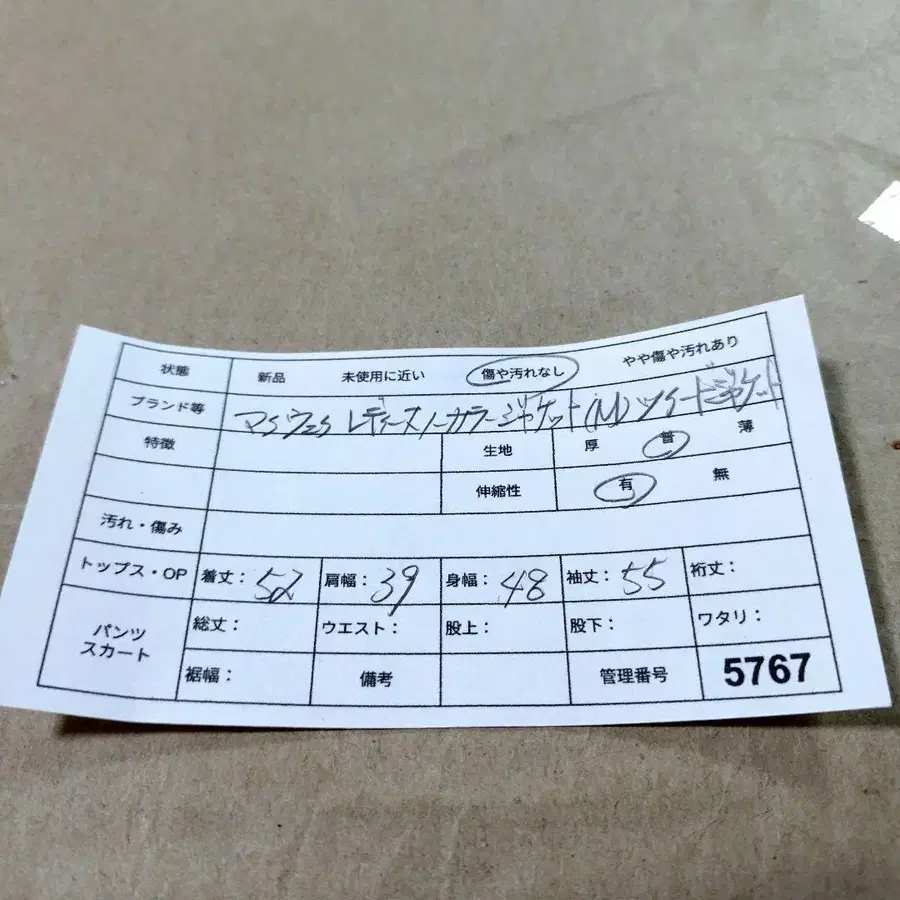 状態 新品 未使用に近い 傷や汚れなし やや傷や汚れあり
ブランド等 レディースノーカラージャケット(M)ツイードジャケット
特徴 生地 厚 普 薄
伸縮性 有 無
汚れ・傷み
トップス・OP 着丈:52 肩幅:39 身幅:48 袖丈:55 裄丈:
パンツ スカート 総丈: ウエスト: 股上: 股下: ワタリ:
裾幅: 備考 管理番号 5767